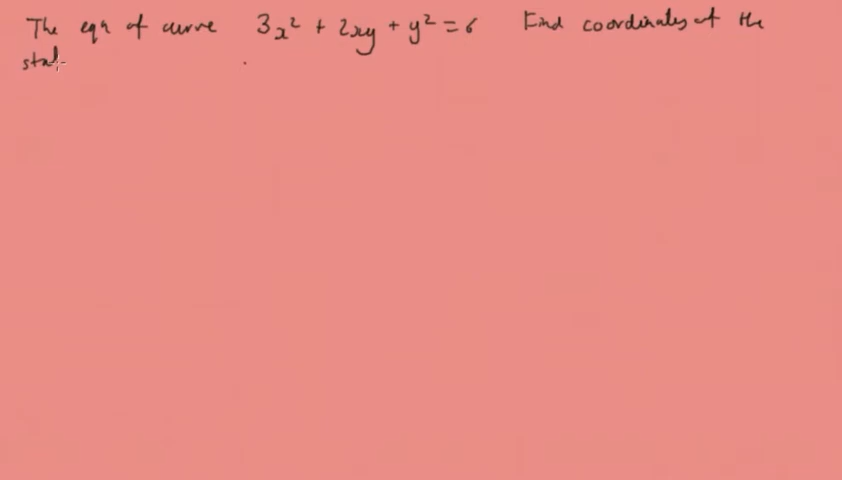 The eqn of curve 3x² + 2xy + y² = 6 Find coordinates of the
stat